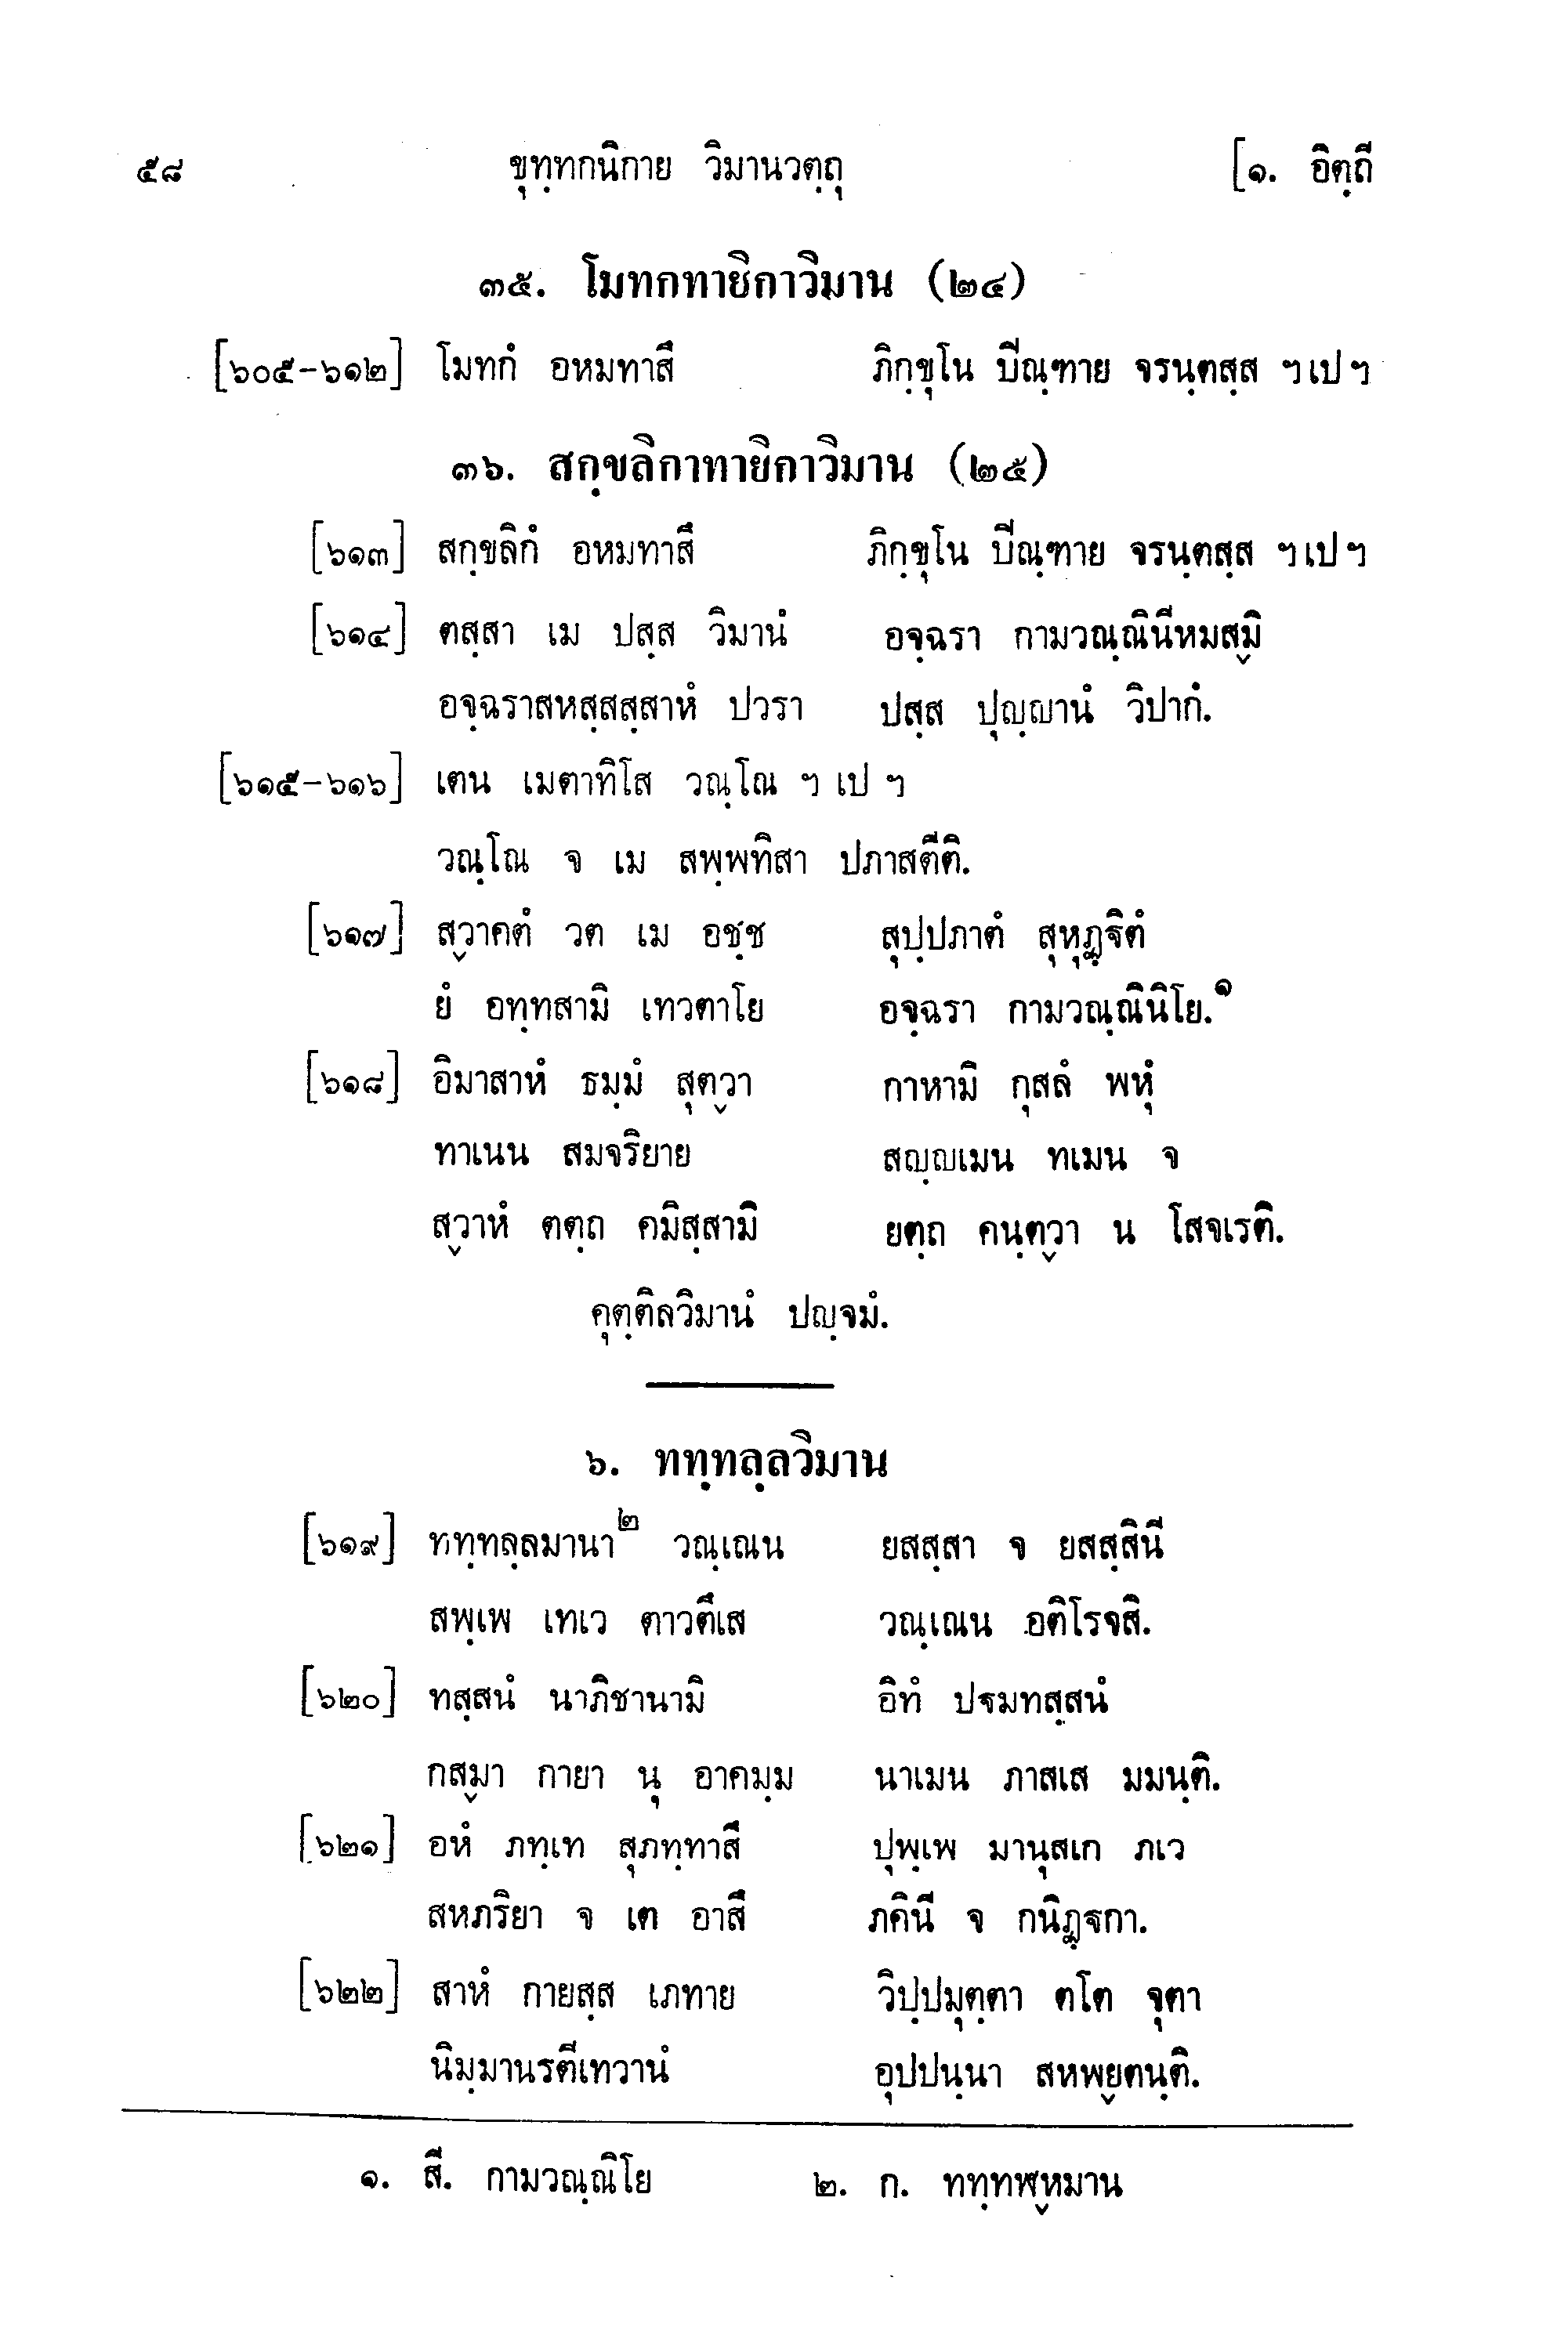 ๕๘ ขุทฺทกนิกาย วิมานวตฺถุ [๑. อิตฺถี
๓๕. โมทกทายิกาวิมาน (๒๔)
[๖๐๕-๖๑๒] โมทกํ อหมทาสึ ภิกฺขุโน ปิณฺฑาย จรนฺตสฺส ฯ เป ฯ
๓๖. สกฺขลิกาทายิกาวิมาน (๒๕)
[๖๑๓] สกฺขลิกํ อหมทาสึ ภิกฺขุโน ปิณฺฑาย จรนฺตสฺส ฯ เป ฯ
[๖๑๔] ตสฺสา เม ปสฺส วิมานํ อจฺฉรา กามวณฺณินีหมสฺมิ
อจฺฉราสหสฺสสฺสาหํ ปวรา ปสฺส ปุญฺญานํ วิปากํ.
[๖๑๕-๖๑๖] เตน เมตาทิโส วณฺโณ ฯ เป ฯ
วณฺโณ จ เม สพฺพทิสา ปภาสตีติ.
[๖๑๗] สฺวาคตํ วต เม อชฺช สุปฺปภาตํ สุหุฏฺฐิตํ
ยํ อทฺทสามิ เทวตาโย อจฺฉรา กามวณฺณินิโย.๑
[๖๑๘] อิมาสาหํ ธมฺมํ สุตฺวา กาหามิ กุสลํ พหุํ
ทาเนน สมจริยาย สญฺญเมน ทเมน จ
สฺวาหํ ตตฺถ คมิสฺสามิ ยตฺถ คนฺตฺวา น โสจเรติ.
คุตฺติลวิมานํ ปญฺจมํ.
๖. ททฺทลฺลวิมาน
[๖๑๙] ททฺทลฺลมานา๒ วณฺเณน ยสสฺสา จ ยสสฺสินี
สพฺเพ เทเว ตาวตึเส วณฺเณน อติโรจสิ.
[๖๒๐] ทสฺสนํ นาภิชานามิ อิทํ ปฐมทสฺสนํ
กสฺมา กายา นุ อาคมฺม นาเมน ภาสเส มมนฺติ.
[๖๒๑] อหํ ภทฺเท สุภทฺทาสึ ปุพฺเพ มานุสเก ภเว
สหภริยา จ เต อาสึ ภคินี จ กนิฏฺฐกา.
[๖๒๒] สาหํ กายสฺส เภทาย วิปฺปมุตฺตา ตโต จุตา
นิมฺมานรตีเทวานํ อุปปนฺนา สหพฺยตนฺติ.
๑. สี. กามวณฺณิโย ๒. ก. ททฺทฬฺหมาน